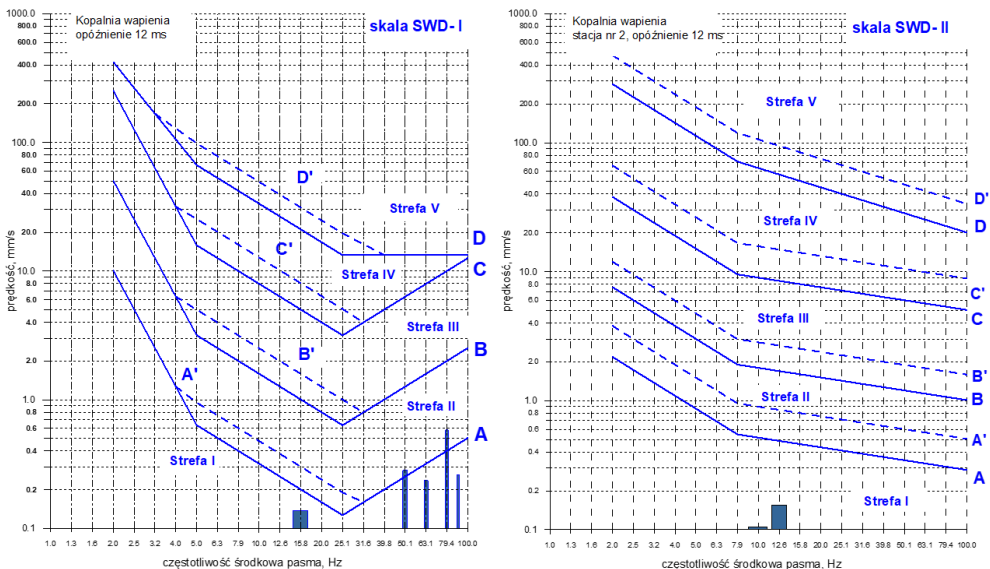 Kopalnia wapienia
opóźnienie 12 ms
skala SWD- I
1000.0
800.0
600.0
400.0
200.0
100.0
80.0
60.0
40.0
20.0
10.0
8.0
6.0
4.0
2.0
1.0
0.8
0.6
0.4
0.2
0.1
prędkość, mm/s
D'
Strefa V
D
C'
Strefa IV
C
Strefa III
B'
B
A'
Strefa II
A
Strefa I
1.0 1.3 1.6 2.0 2.5 3.2 4.0 5.0 6.3 7.9 10.0 12.6 15.8 20.0 25.1 31.6 39.8 50.1 63.1 79.4 100.0
częstotliwość środkowa pasma, Hz
Kopalnia wapienia
stacja nr 2, opóźnienie 12 ms
skala SWD- II
1000.0
800.0
600.0
400.0
200.0
100.0
80.0
60.0
40.0
20.0
10.0
8.0
6.0
4.0
2.0
1.0
0.8
0.6
0.4
0.2
0.1
prędkość, mm/s
Strefa V
D'
Strefa IV
D
C'
Strefa III
C
B'
Strefa II
B
A'
A
Strefa I
1.0 1.3 1.6 2.0 2.5 3.2 4.0 5.0 6.3 7.9 10.0 12.6 15.8 20.0 25.1 31.6 39.8 50.1 63.1 79.4 100.0
częstotliwość środkowa pasma, Hz